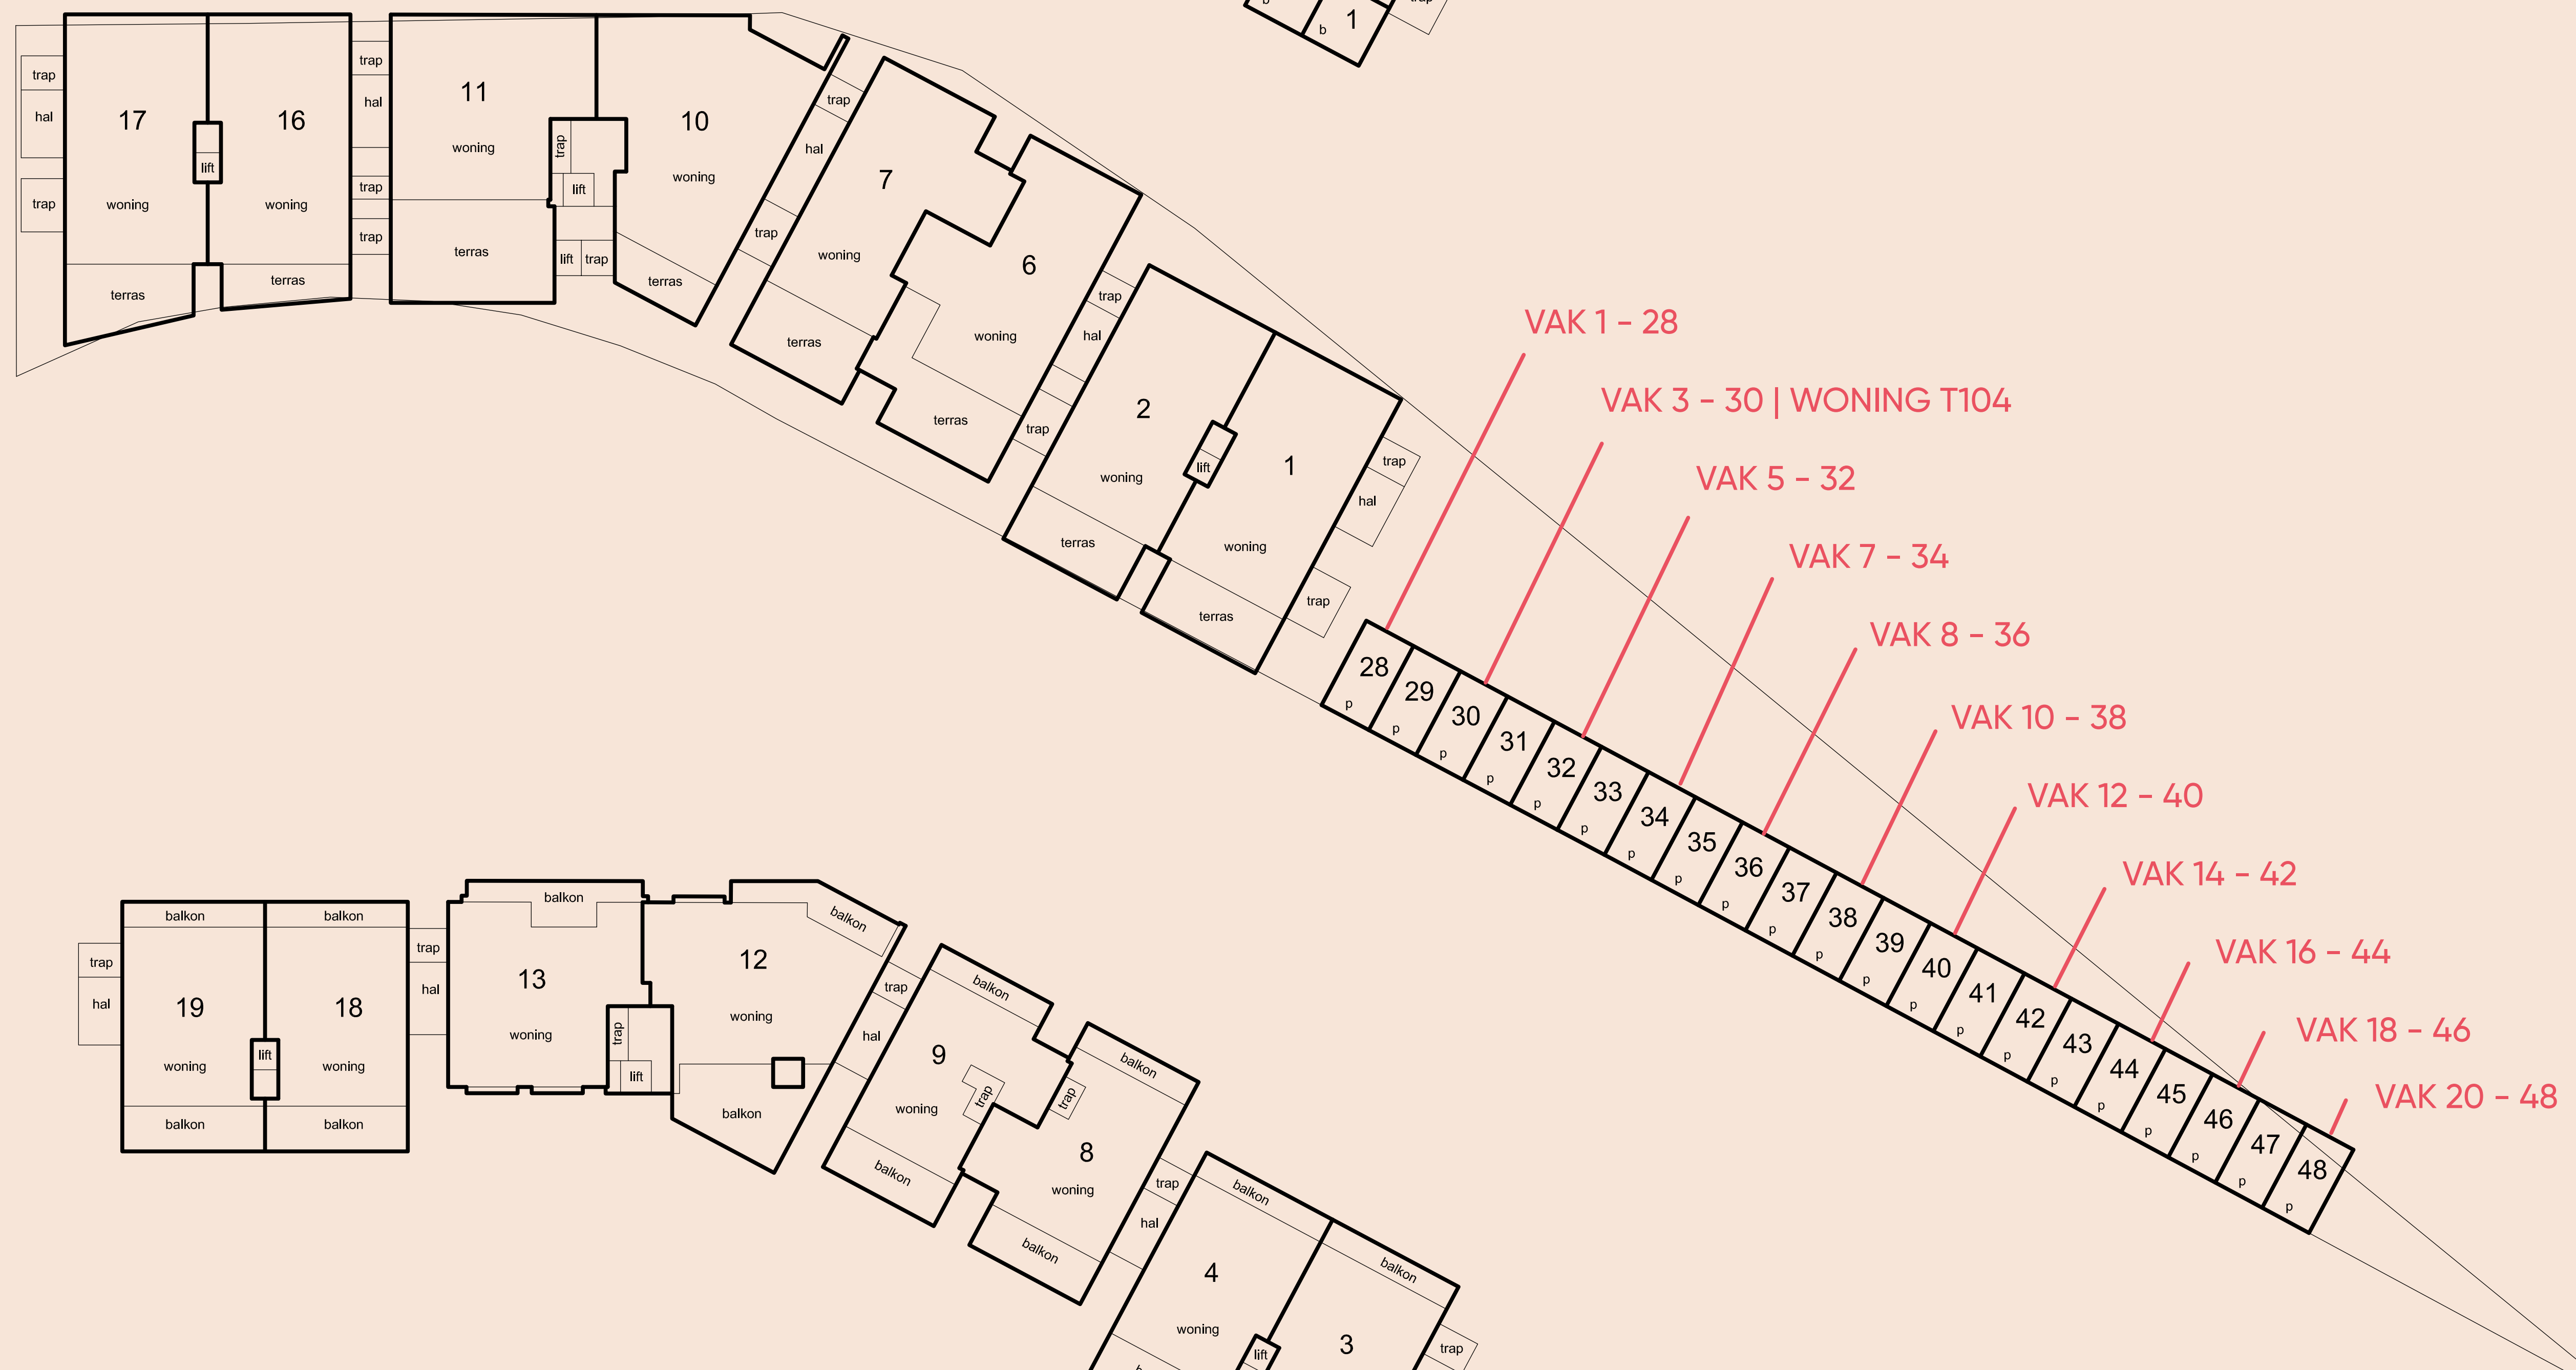 b
b
1
trap
trap
hal
trap
17
woning
terras
lift
16
woning
terras
trap
hal
trap
trap
11
woning
terras
trap
lift
lift
trap
10
woning
terras
trap
hal
trap
7
woning
terras
6
woning
terras
trap
hal
trap
2
woning
terras
lift
1
woning
terras
trap
hal
trap
VAK 1 - 28
VAK 3 - 30 | WONING T104
VAK 5 - 32
VAK 7 - 34
VAK 8 - 36
VAK 10 - 38
VAK 12 - 40
VAK 14 - 42
VAK 16 - 44
VAK 18 - 46
VAK 20 - 48
28
p
29
p
30
p
31
p
32
p
33
p
34
p
35
p
36
p
37
p
38
p
39
p
40
p
41
p
42
p
43
p
44
p
45
p
46
p
47
p
48
p
trap
hal
balkon
19
woning
balkon
lift
balkon
18
woning
balkon
trap
hal
balkon
13
woning
trap
lift
balkon
12
woning
balkon
trap
hal
balkon
9
trap
woning
balkon
balkon
trap
8
woning
balkon
trap
hal
balkon
4
woning
lift
balkon
3
trap